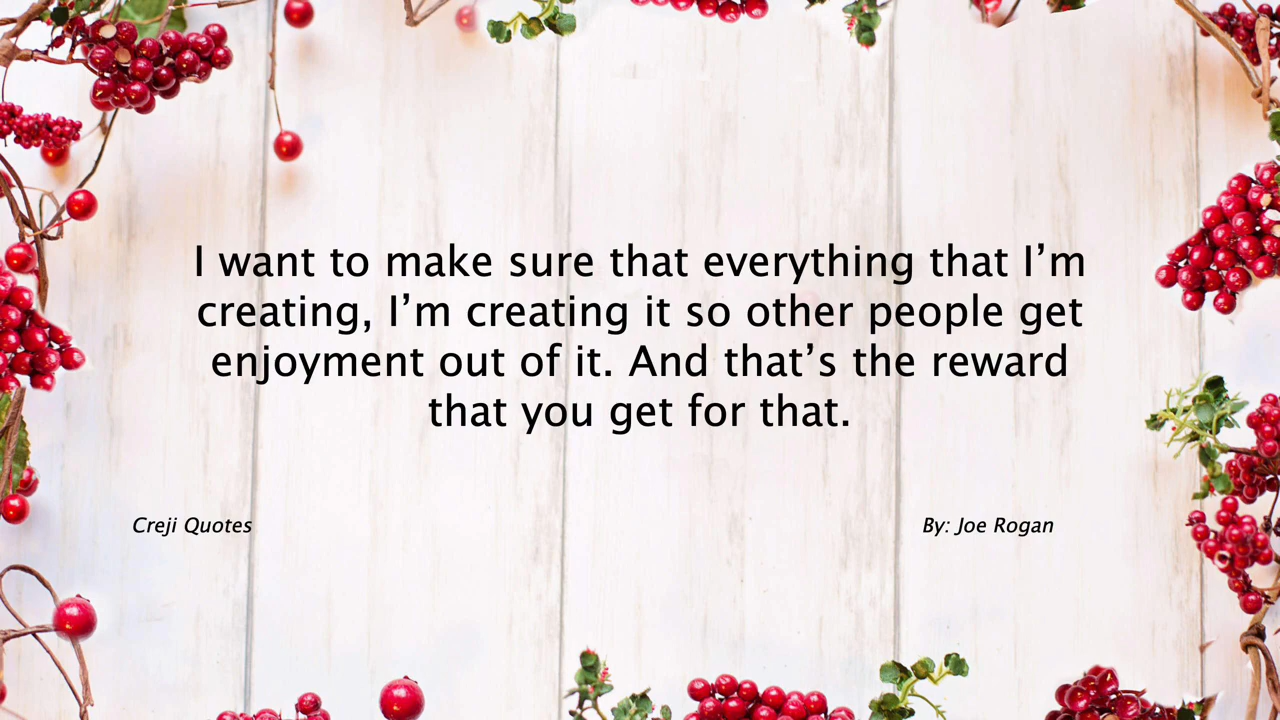 I want to make sure that everything that I’m
creating, I’m creating it so other people get
enjoyment out of it. And that’s the reward
that you get for that.
Creji Quotes
By: Joe Rogan